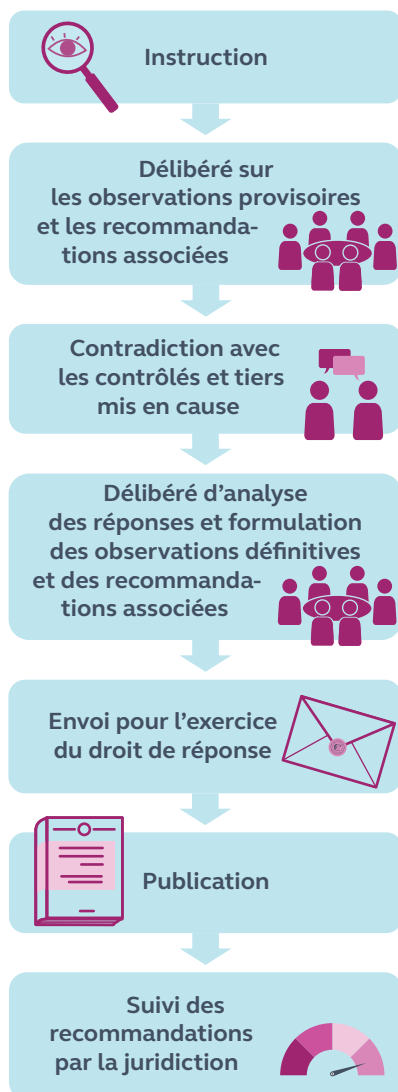 Instruction
Délibéré sur
les observations provisoires
et les recommanda-
tions associées
Contradiction avec
les contrôlés et tiers
mis en cause
Délibéré d’analyse
des réponses et formulation
des observations définitives
et des recommanda-
tions associées
Envoi pour l’exercice
du droit de réponse
Publication
Suivi des
recommandations
par la juridiction